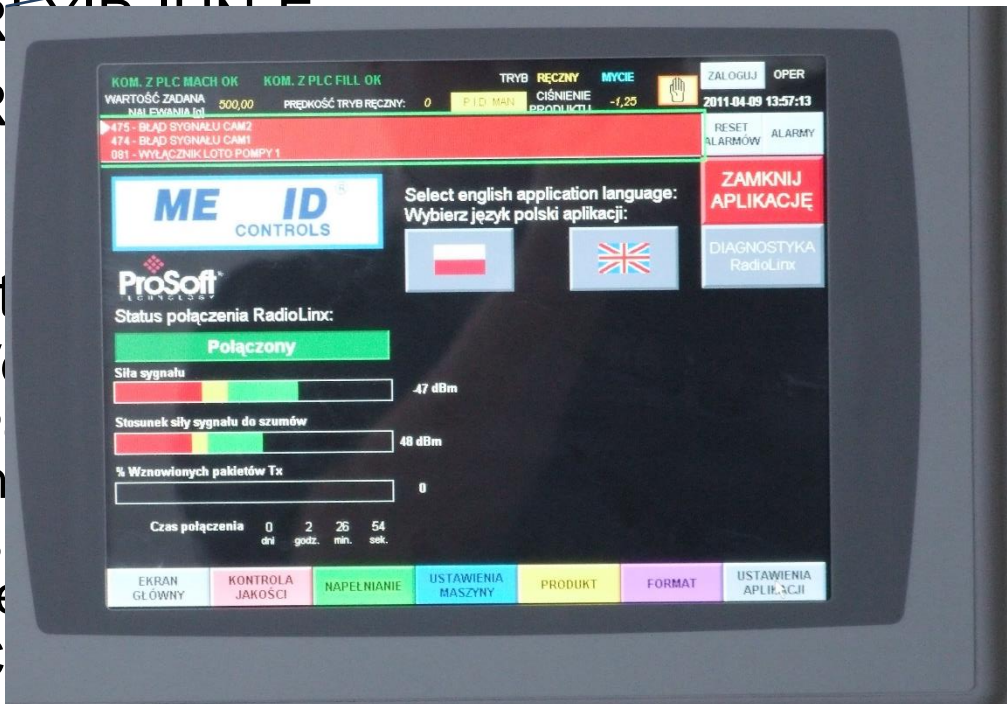 KOM. Z PLC MACH OK KOM. Z PLC FILL OK TRYB RĘCZNY MYCIE ZALOGUJ OPER
WARTOŚĆ ZADANA NALEWANIA [g] 500,00 PRĘDKOŚĆ TRYB RĘCZNY: 0 P.I.D. MAN CIŚNIENIE PRODUKTU -1,25 2011-04-09 13:57:13
475 - BŁĄD SYGNAŁU CAM2
474 - BŁĄD SYGNAŁU CAM1
081 - WYŁĄCZNIK LOTO POMPY 1
RESET ALARMÓW ALARMY
ZAMKNIJ
APLIKACJĘ
ME ID ®
CONTROLS
Select english application language:
Wybierz język polski aplikacji:
DIAGNOSTYKA
RadioLinx
ProSoft
TECHNOLOGY
Status połączenia RadioLinx:
Połączony
Siła sygnału
-47 dBm
Stosunek siły sygnału do szumów
48 dBm
% Wznowionych pakietów Tx
0
Czas połączenia 0 2 26 54
dni godz. min. sek.
EKRAN GŁÓWNY KONTROLA JAKOŚCI NAPEŁNIANIE USTAWIENIA MASZYNY PRODUKT FORMAT USTAWIENIA APLIKACJI